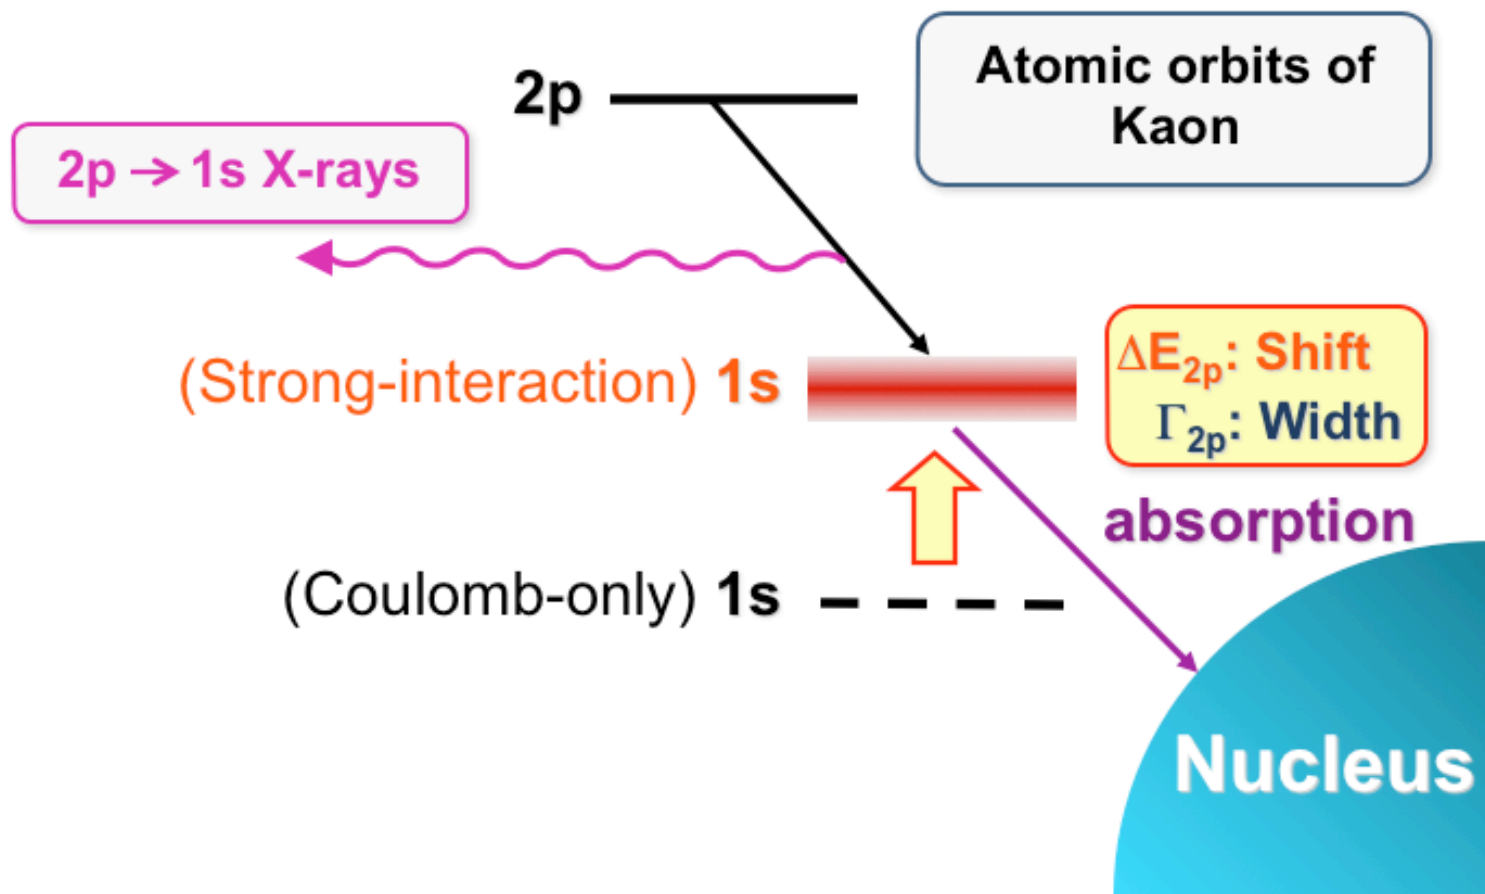 2p
Atomic orbits of
Kaon
2p → 1s X-rays
(Strong-interaction) 1s
ΔE2p: Shift
Γ2p: Width
absorption
(Coulomb-only) 1s
Nucleus